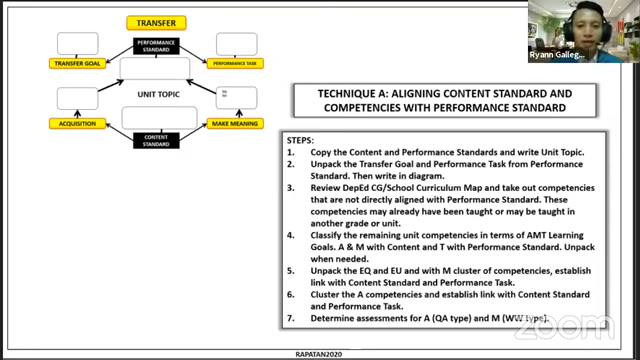 TRANSFER
PERFORMANCE
STANDARD
TRANSFER GOAL
PERFORMANCE TASK
UNIT TOPIC
ACQUISITION
MAKE MEANING
CONTENT
STANDARD
Ryann Galleg...
TECHNIQUE A: ALIGNING CONTENT STANDARD AND
COMPETENCIES WITH PERFORMANCE STANDARD
STEPS:
1. Copy the Content and Performance Standards and write Unit Topic.
2. Unpack the Transfer Goal and Performance Task from Performance
Standard. Then write in diagram.
3. Review DepEd CG/School Curriculum Map and take out competencies
that are not directly aligned with Performance Standard. These
competencies may already have been taught or may be taught in
another grade or unit.
4. Classify the remaining unit competencies in terms of AMT Learning
Goals. A & M with Content and T with Performance Standard. Unpack
when needed.
5. Unpack the EQ and EU and with M cluster of competencies, establish
link with Content Standard and Performance Task.
6. Cluster the A competencies and establish link with Content Standard
and Performance Task.
7. Determine assessments for A (QA type) and M (WW type).
zoom
RAPATAN2020